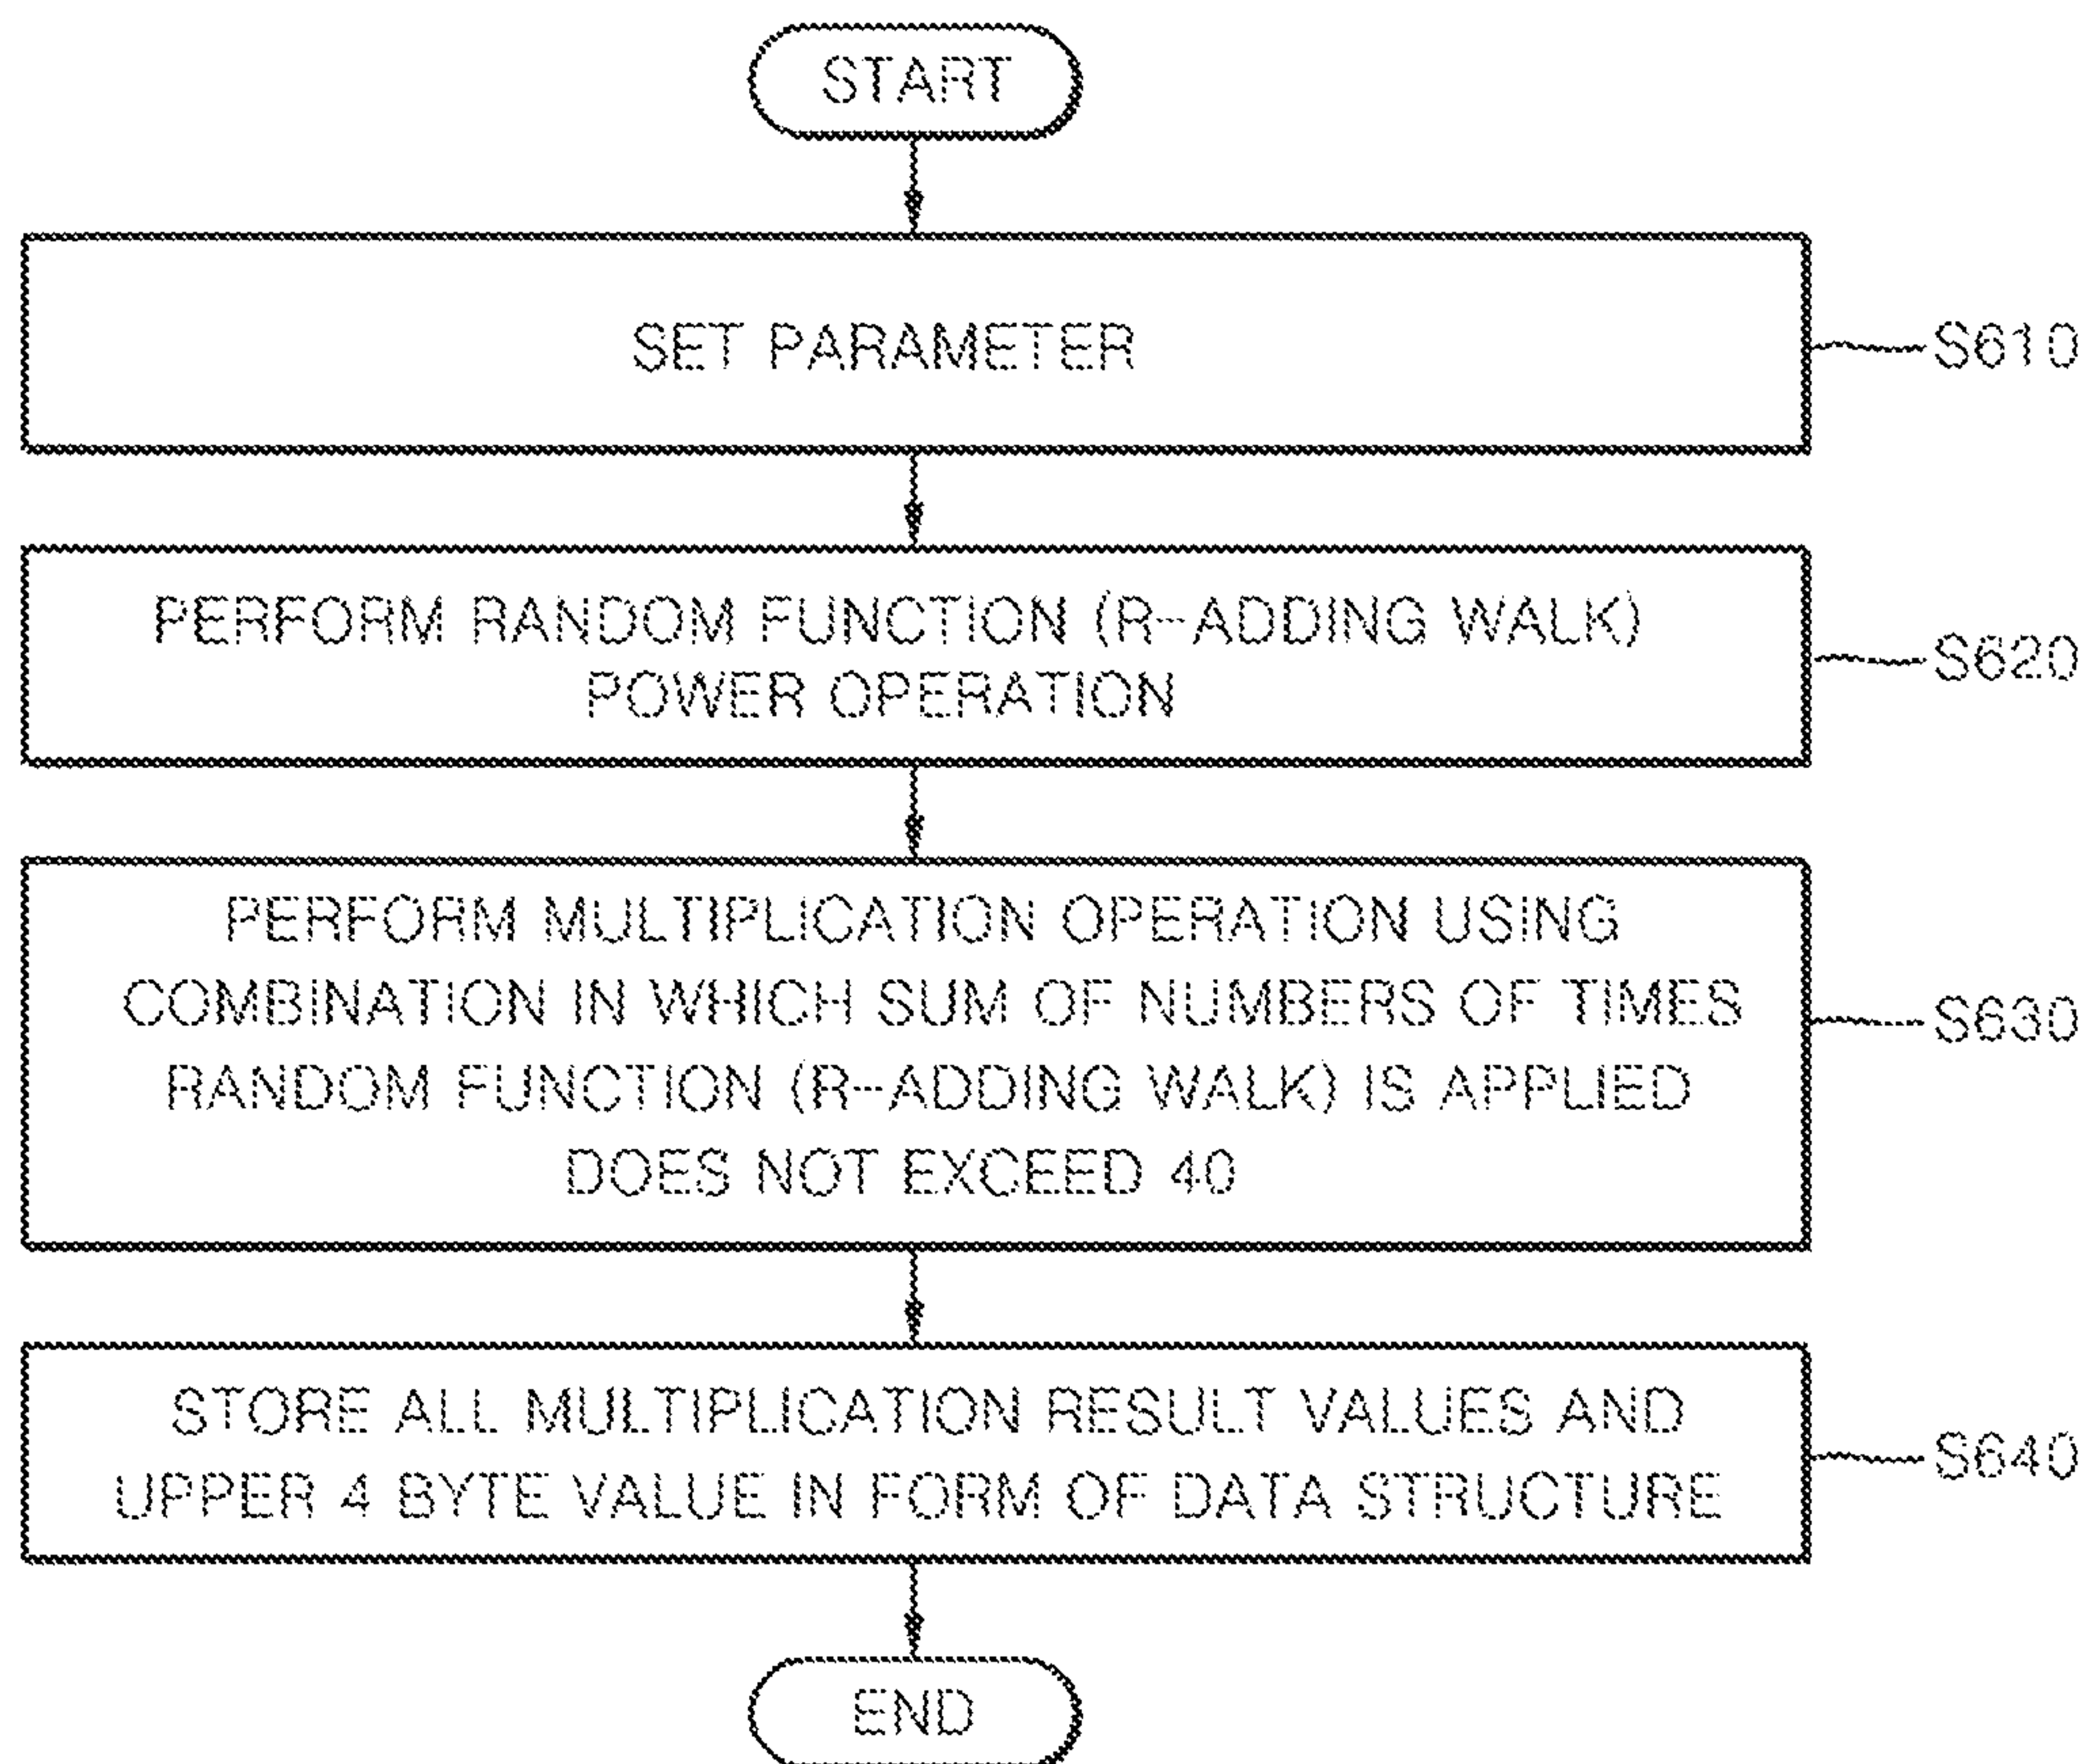 START
SET PARAMETER
S610
PERFORM RANDOM FUNCTION (R-ADDING WALK)
POWER OPERATION
S620
PERFORM MULTIPLICATION OPERATION USING
COMBINATION IN WHICH SUM OF NUMBERS OF TIMES
RANDOM FUNCTION (R-ADDING WALK) IS APPLIED
DOES NOT EXCEED 40
S630
STORE ALL MULTIPLICATION RESULT VALUES AND
UPPER 4 BYTE VALUE IN FORM OF DATA STRUCTURE
S640
END